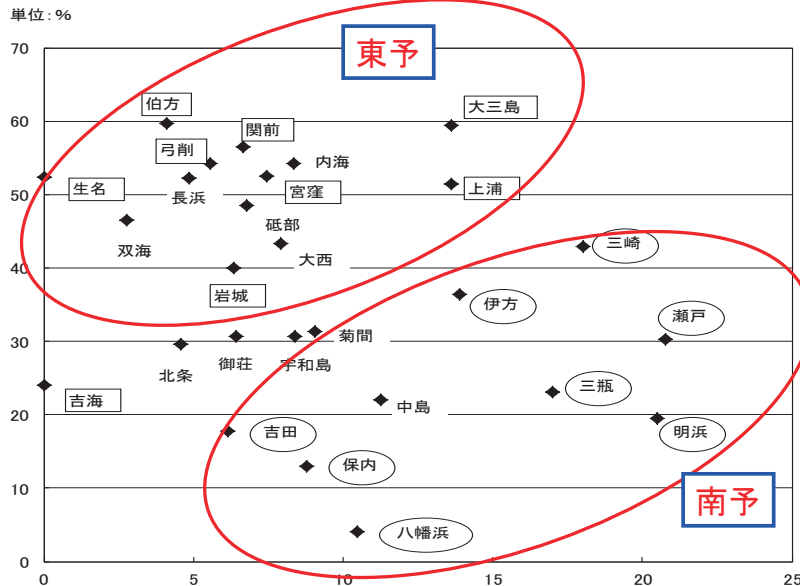 単位:%
70
東予
60
伯方
大三島
関前
弓削
内海
50
生名
長浜
宮窪
上浦
砥部
双海
大西
三崎
40
岩城
伊方
瀬戸
30
菊間
御荘
宇和島
北条
三瓶
吉海
中島
20
吉田
明浜
保内
10
南予
八幡浜
0
0 5 10 15 20 25